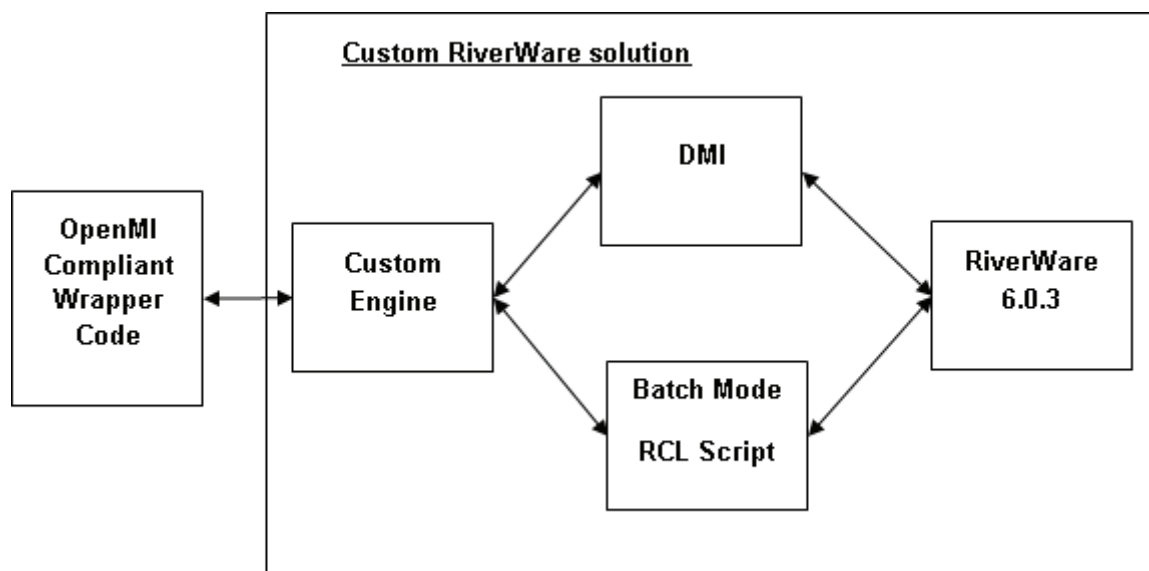 Custom RiverWare solution
DMI
OpenMI
Compliant
Wrapper
Code
Custom
Engine
RiverWare
6.0.3
Batch Mode
RCL Script